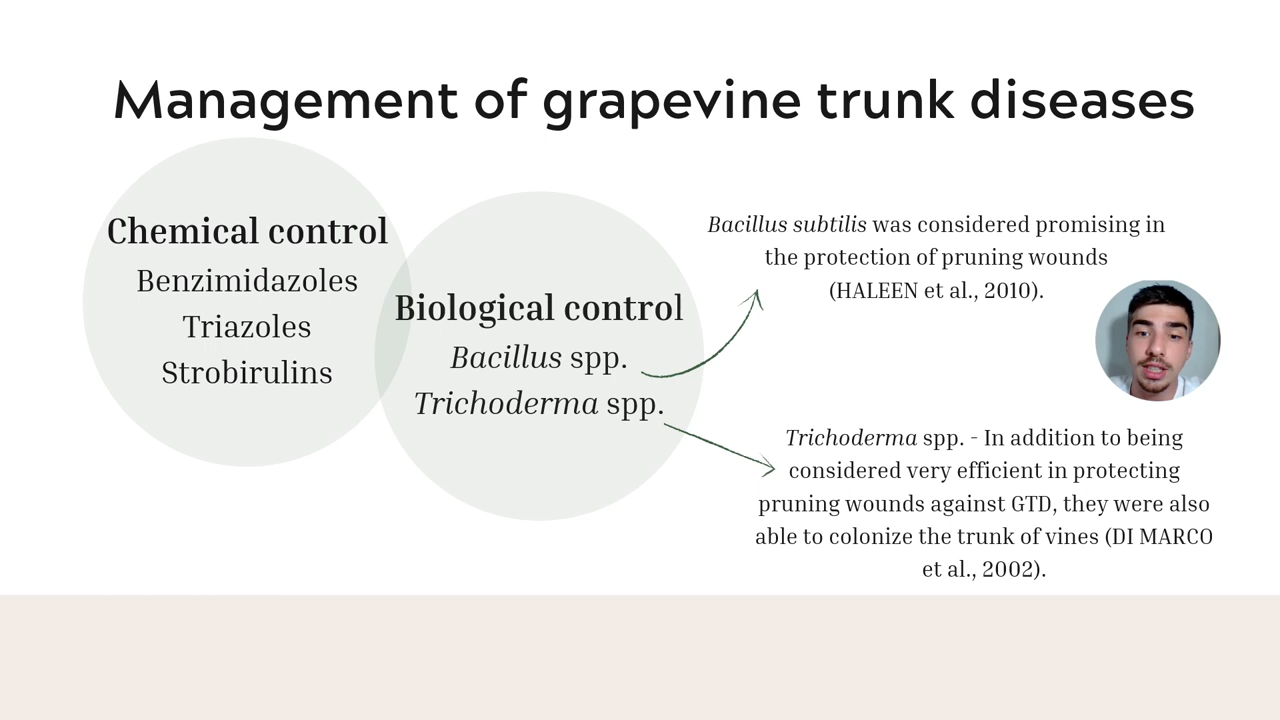 Management of grapevine trunk diseases
Chemical control
Benzimidazoles
Triazoles
Strobirulins
Biological control
Bacillus spp.
Trichoderma spp.
Bacillus subtilis was considered promising in
the protection of pruning wounds
(HALEEN et al., 2010).
Trichoderma spp. - In addition to being
considered very efficient in protecting
pruning wounds against GTD, they were also
able to colonize the trunk of vines (DI MARCO
et al., 2002).